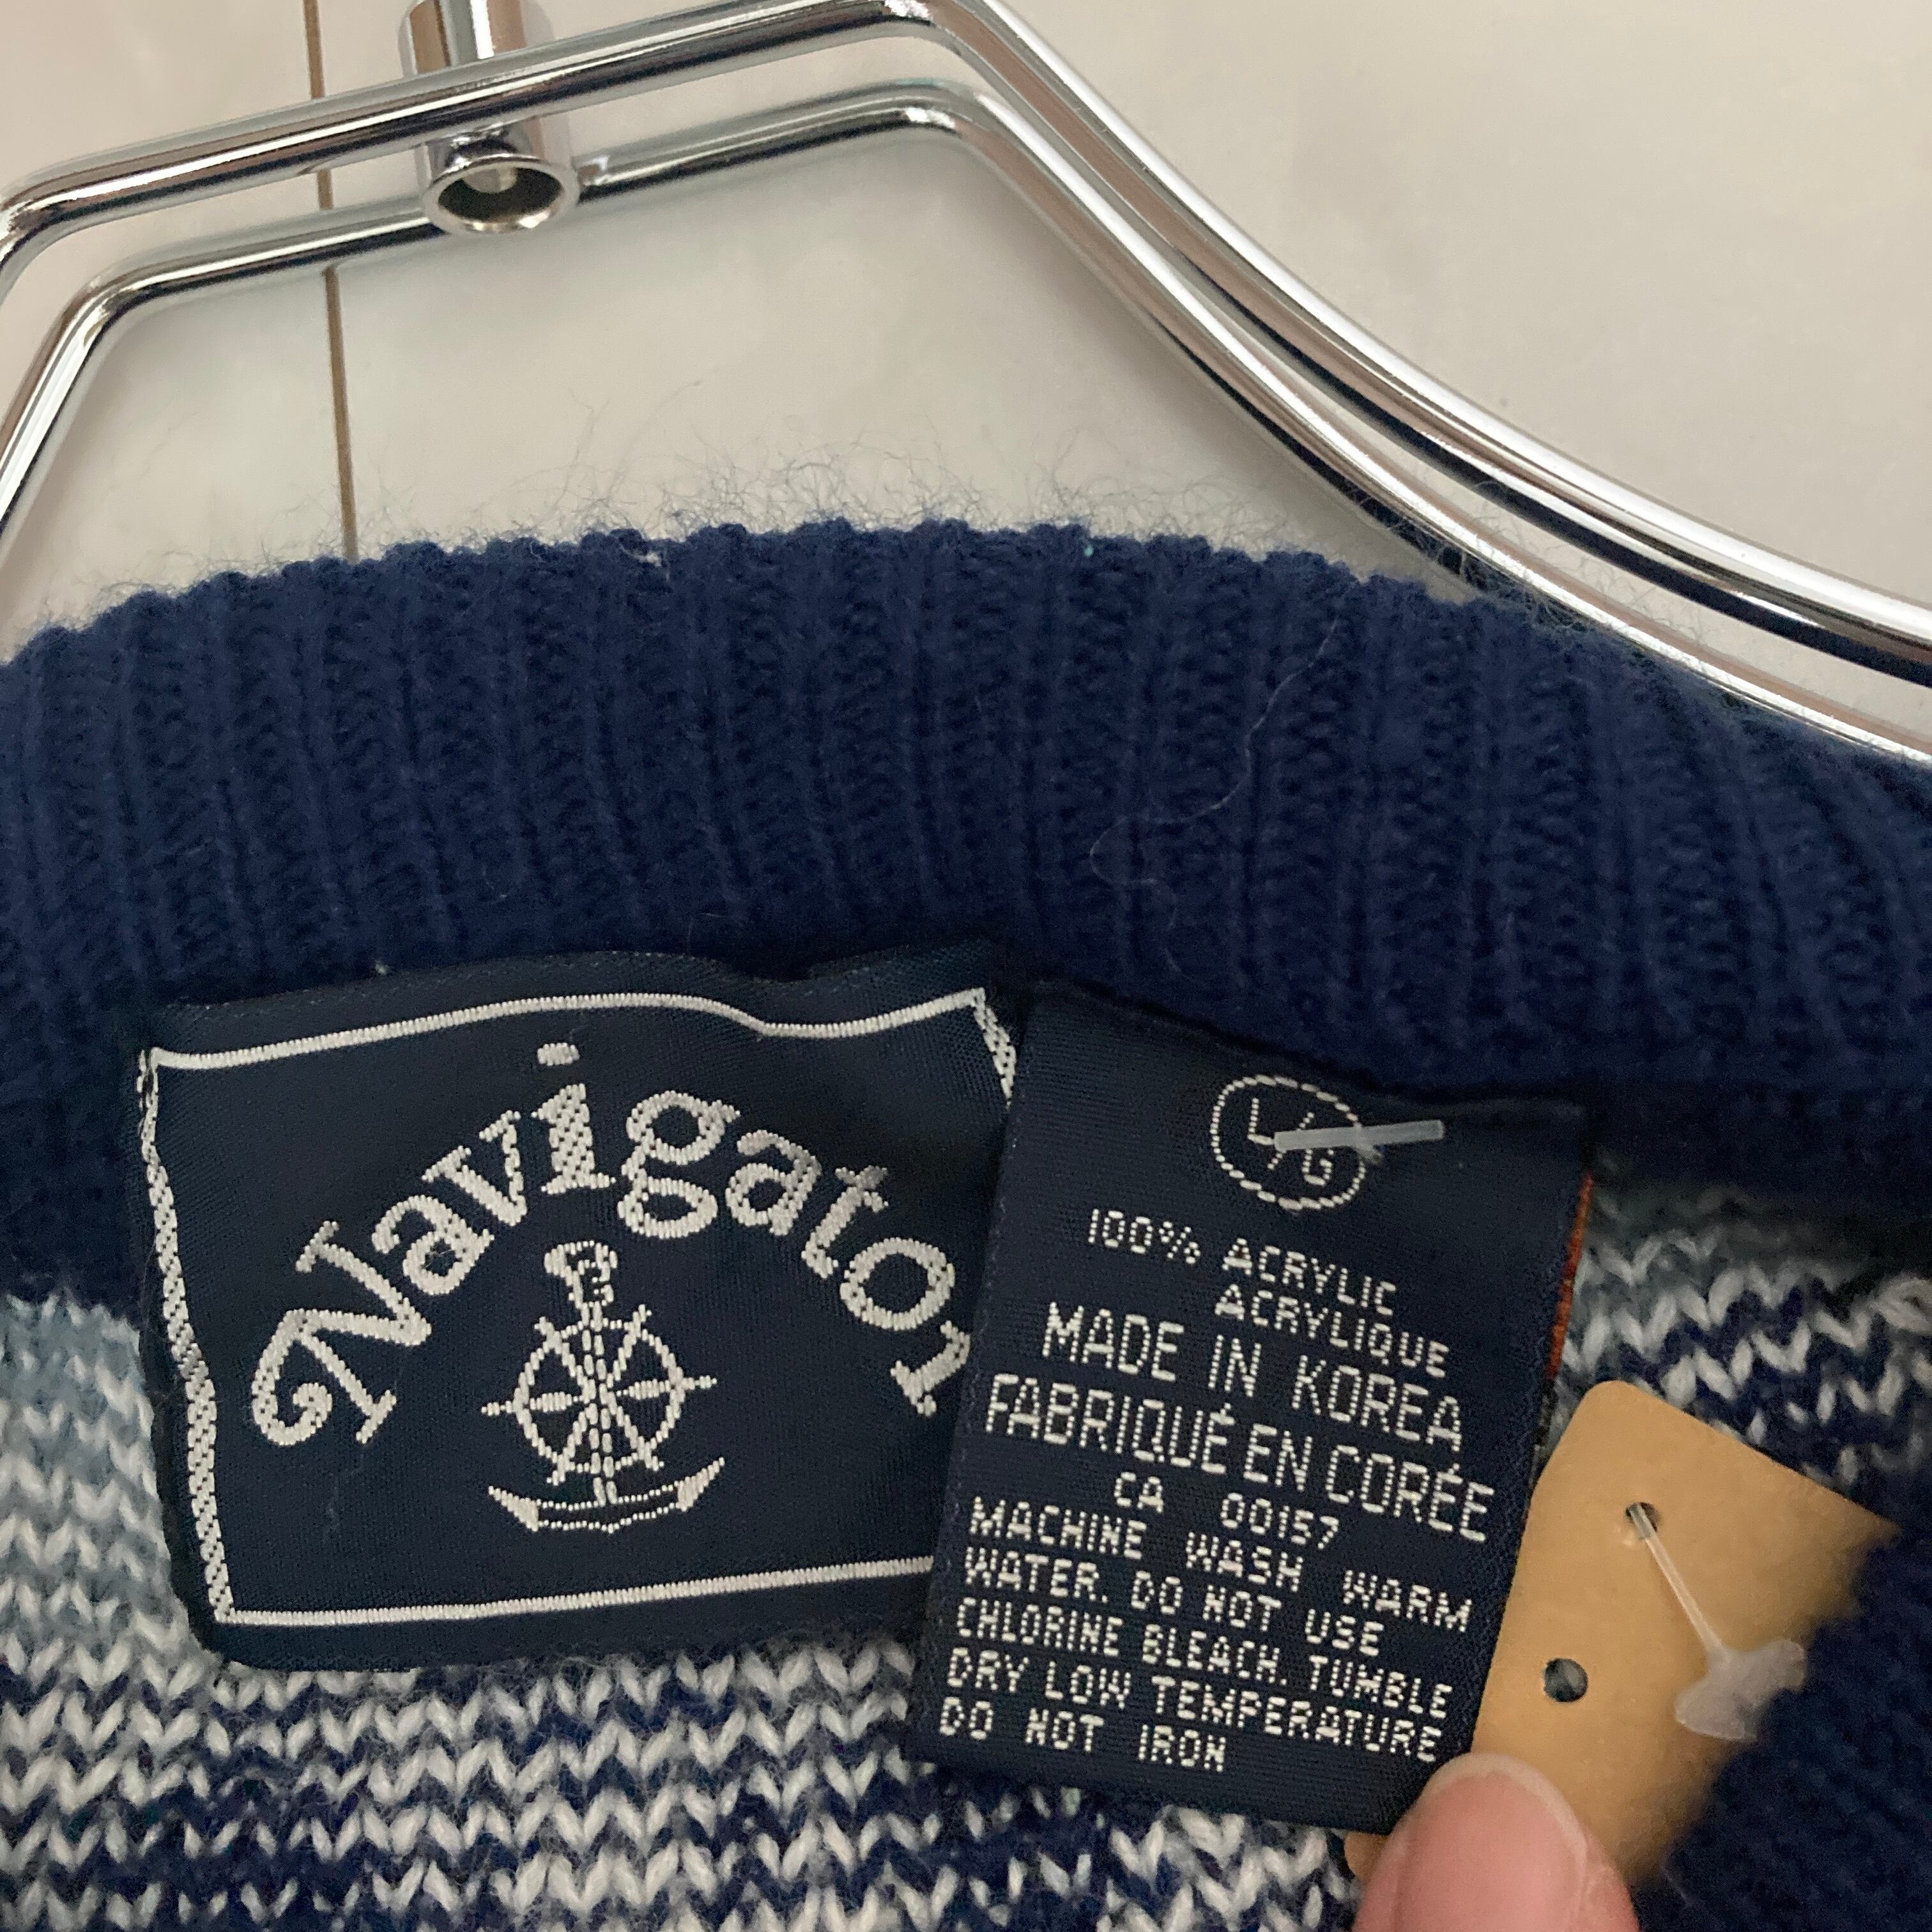 Navigator
L/G
100% ACRYLIC
ACRYLIQUE
MADE IN KOREA
FABRIQUÉ EN CORÉE
CA 00157
MACHINE WASH WARM
WATER. DO NOT USE
CHLORINE BLEACH. TUMBLE
DRY LOW TEMPERATURE
DO NOT IRON